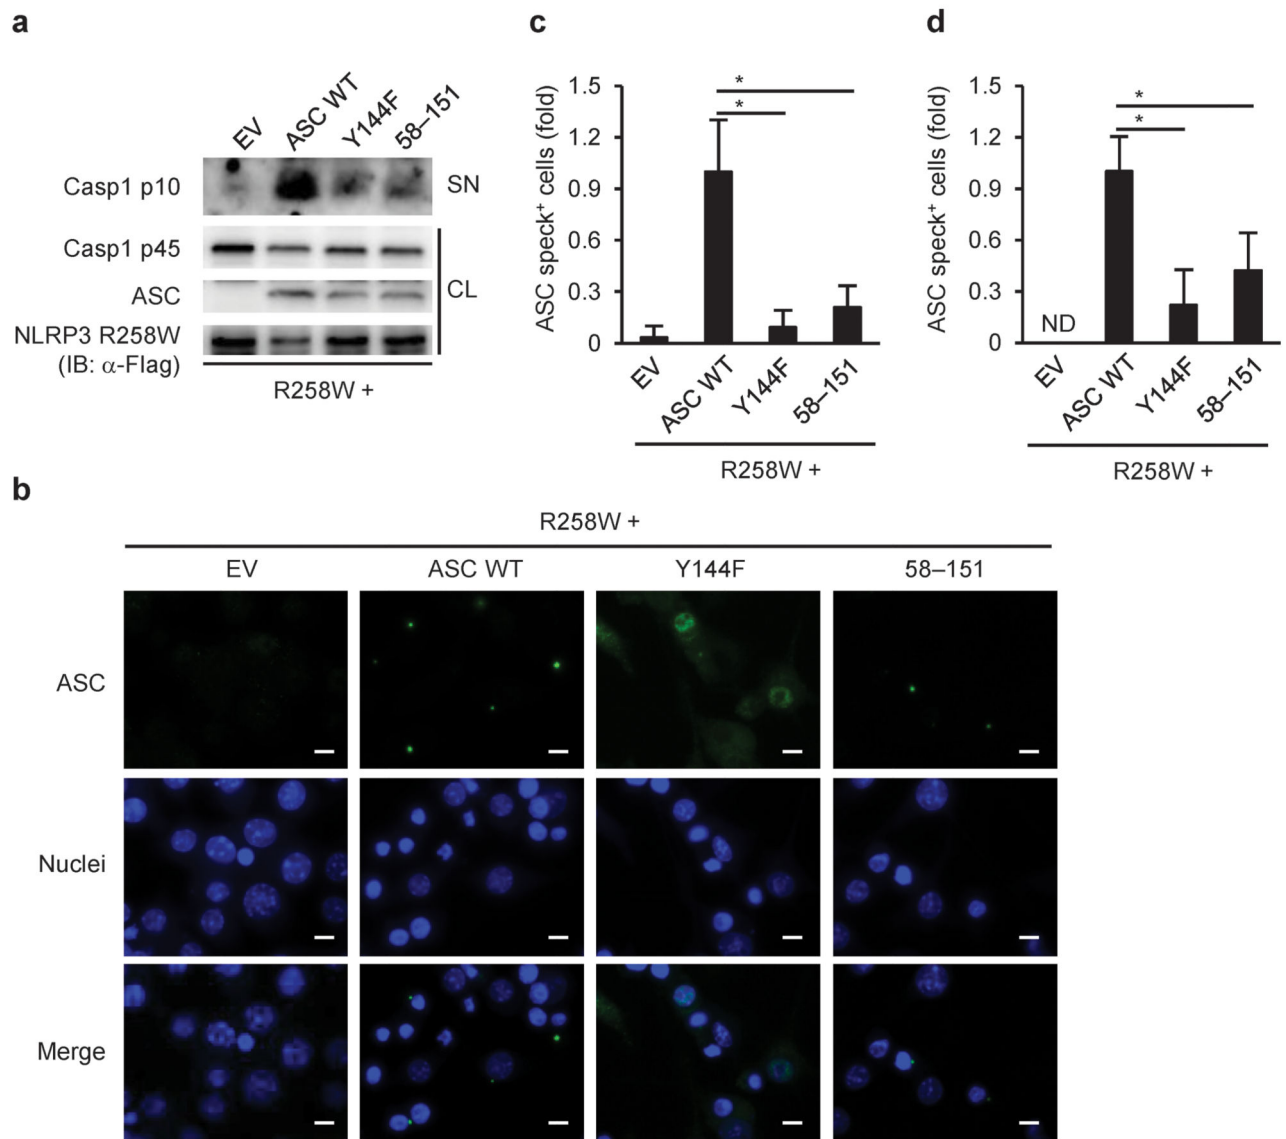 a
EV
ASC WT
Y144F
58–151
Casp1 p10
SN
Casp1 p45
ASC
CL
NLRP3 R258W
(IB: α-Flag)
R258W +
c
ASC speck⁺ cells (fold)
1.5
1.2
0.9
0.6
0.3
0
*
*
EV
ASC WT
Y144F
58–151
R258W +
d
ASC speck⁺ cells (fold)
1.5
1.2
0.9
0.6
0.3
0
*
*
ND
EV
ASC WT
Y144F
58–151
R258W +
b
R258W +
EV
ASC WT
Y144F
58–151
ASC
Nuclei
Merge